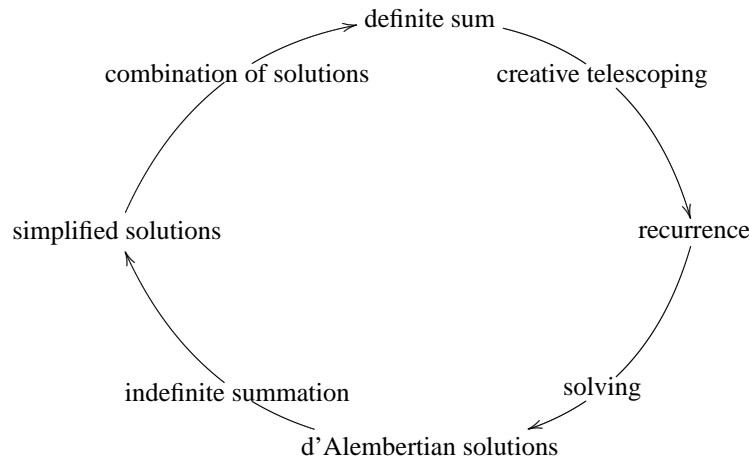 definite sum
combination of solutions
creative telescoping
simplified solutions
recurrence
indefinite summation
solving
d'Alembertian solutions